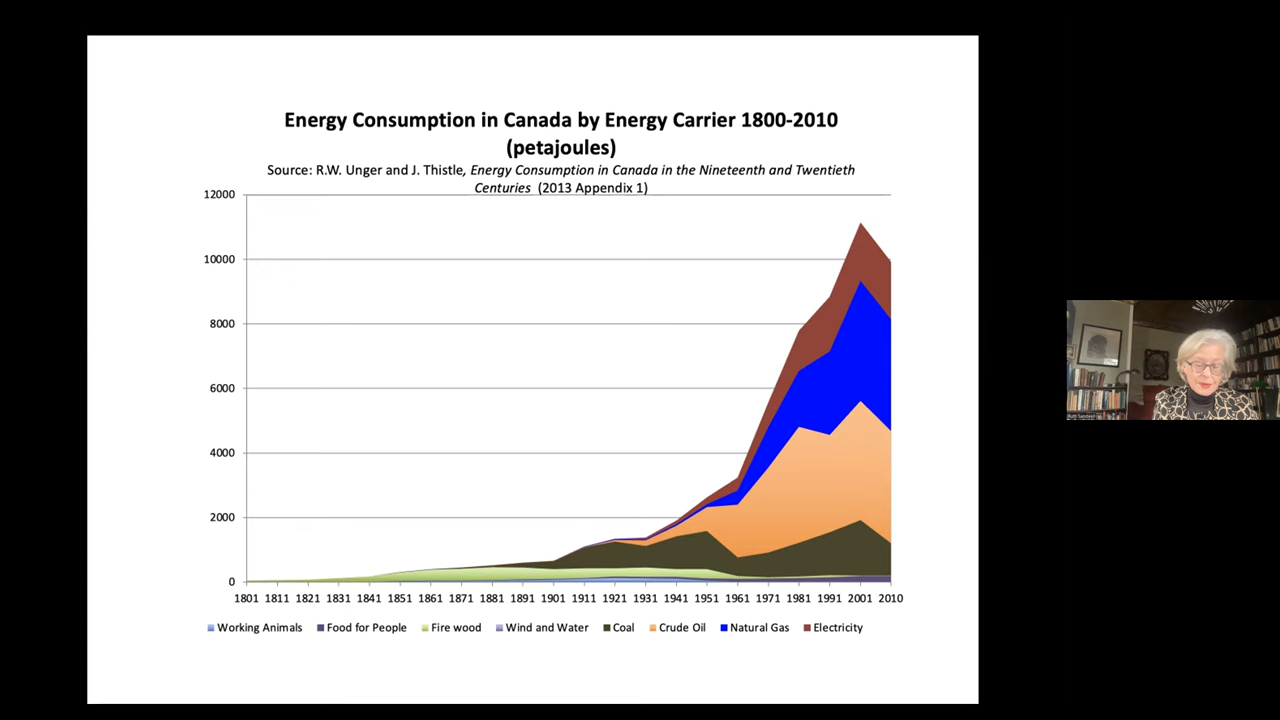 Energy Consumption in Canada by Energy Carrier 1800-2010
(petajoules)
Source: R.W. Unger and J. Thistle, Energy Consumption in Canada in the Nineteenth and Twentieth
Centuries (2013 Appendix 1)
12000
10000
8000
6000
4000
2000
0
1801 1811 1821 1831 1841 1851 1861 1871 1881 1891 1901 1911 1921 1931 1941 1951 1961 1971 1981 1991 2001 2010
Working Animals Food for People Fire wood Wind and Water Coal Crude Oil Natural Gas Electricity